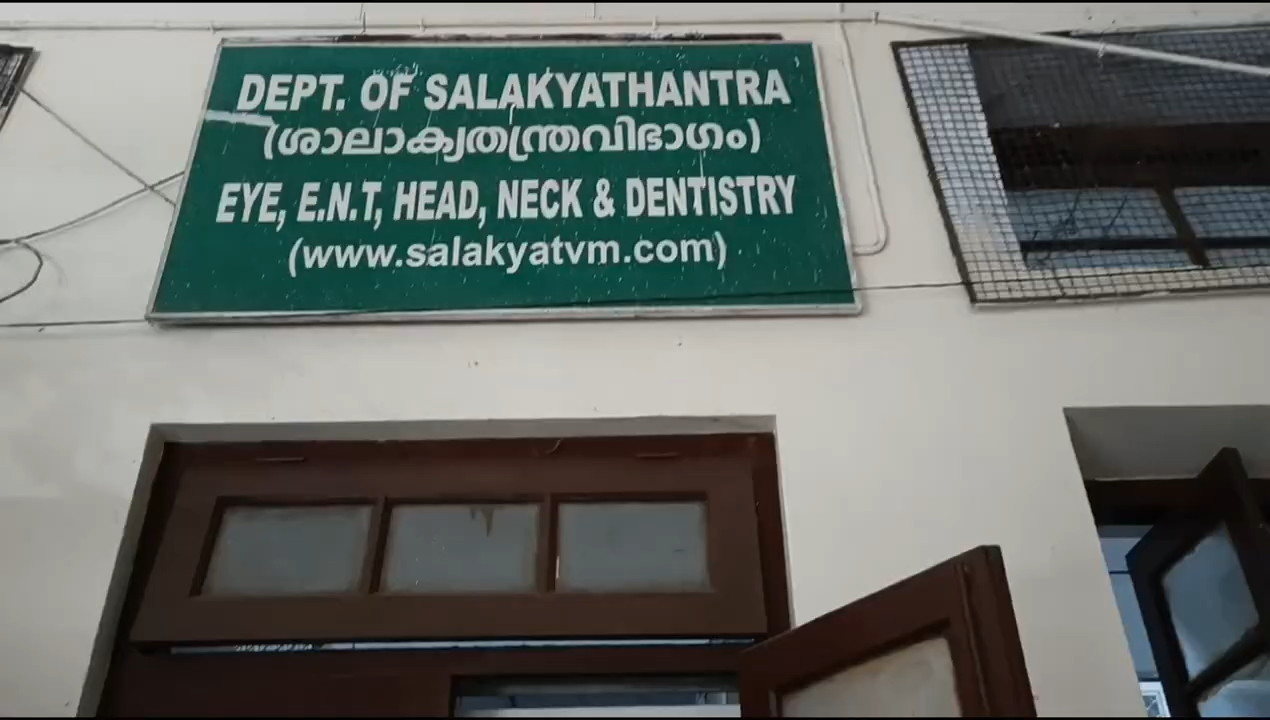 DEPT. OF SALAKYATHANTRA
(ശാലാക്യതന്ത്രവിഭാഗം)
EYE, E.N.T, HEAD, NECK & DENTISTRY
(www.salakyatvm.com)